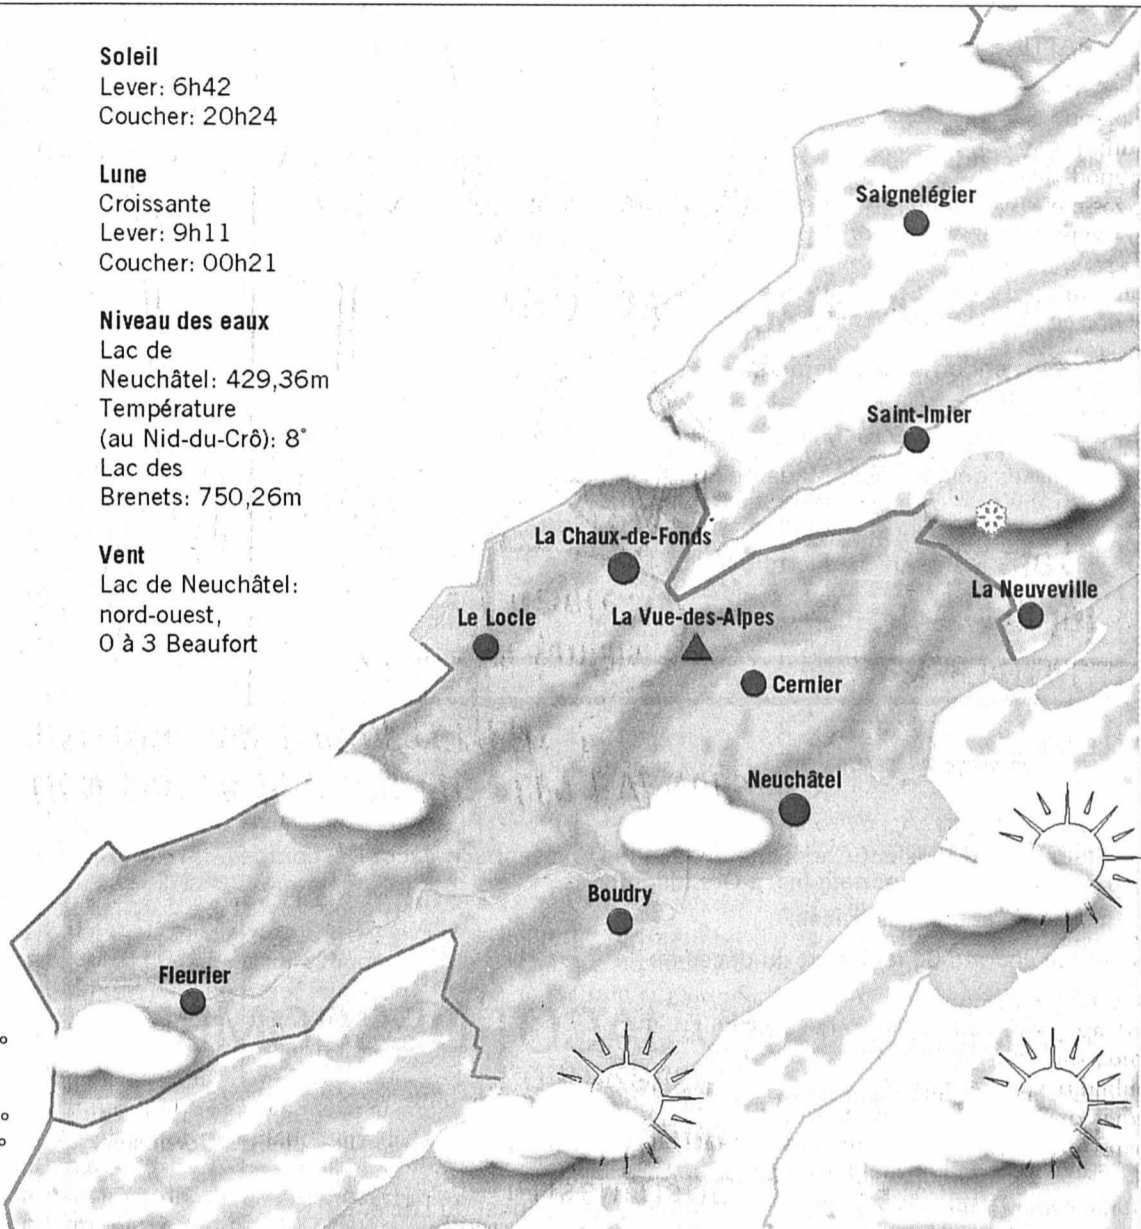 Soleil
Lever: 6h42
Coucher: 20h24
Lune
Croissante
Lever: 9h11
Coucher: 00h21
Niveau des eaux
Lac de
Neuchâtel: 429,36m
Température
(au Nid-du-Crô): 8°
Lac des
Brenets: 750,26m
Vent
Lac de Neuchâtel:
nord-ouest,
0 à 3 Beaufort
Saignelégier
Saint-Imier
La Chaux-de-Fonds
La Neuveville
Le Locle
La Vue-des-Alpes
Cernier
Neuchâtel
Boudry
Fleurier